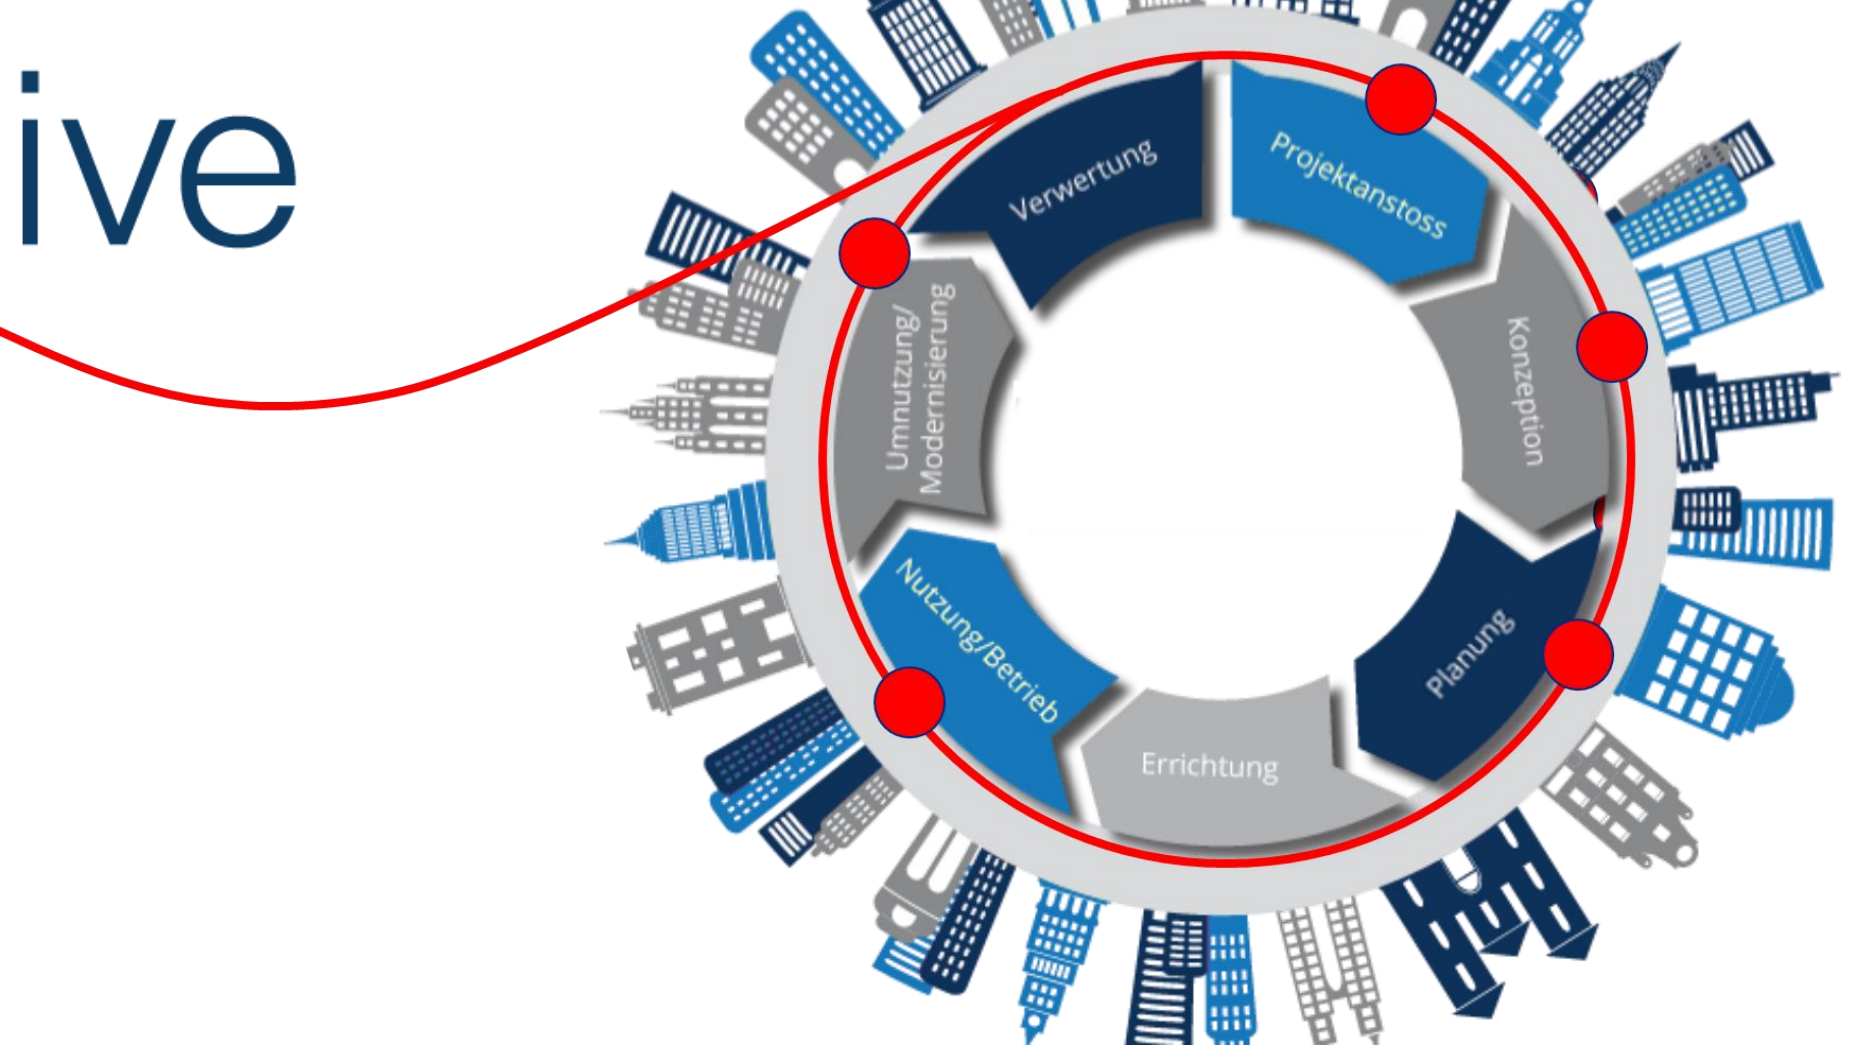 ive
Verwertung
Projektanstoss
Konzeption
Planung
Errichtung
Nutzung/Betrieb
Umnutzung/
Modernisierung